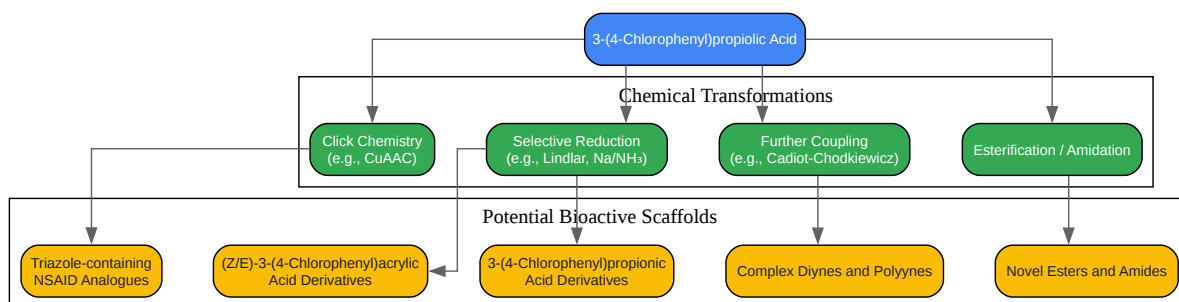 3-(4-Chlorophenyl)propiolic Acid
Chemical Transformations
Click Chemistry
(e.g., CuAAC)
Selective Reduction
(e.g., Lindlar, Na/NH₃)
Further Coupling
(e.g., Cadiot-Chodkiewicz)
Esterification / Amidation
Potential Bioactive Scaffolds
Triazole-containing
NSAID Analogues
(Z/E)-3-(4-Chlorophenyl)acrylic
Acid Derivatives
3-(4-Chlorophenyl)propionic
Acid Derivatives
Complex Diynes and Polyynes
Novel Esters and Amides